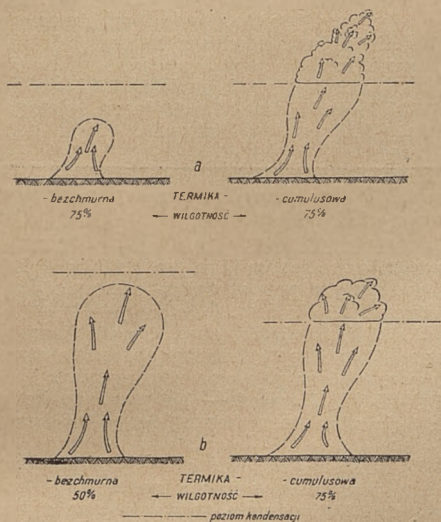 a
- bezchmurna TERMIKA - - cumulusowa
75% WILGOTNOŚĆ 75%
b
- bezchmurna TERMIKA - - cumulusowa
50% WILGOTNOŚĆ 75%
poziom kondensacji